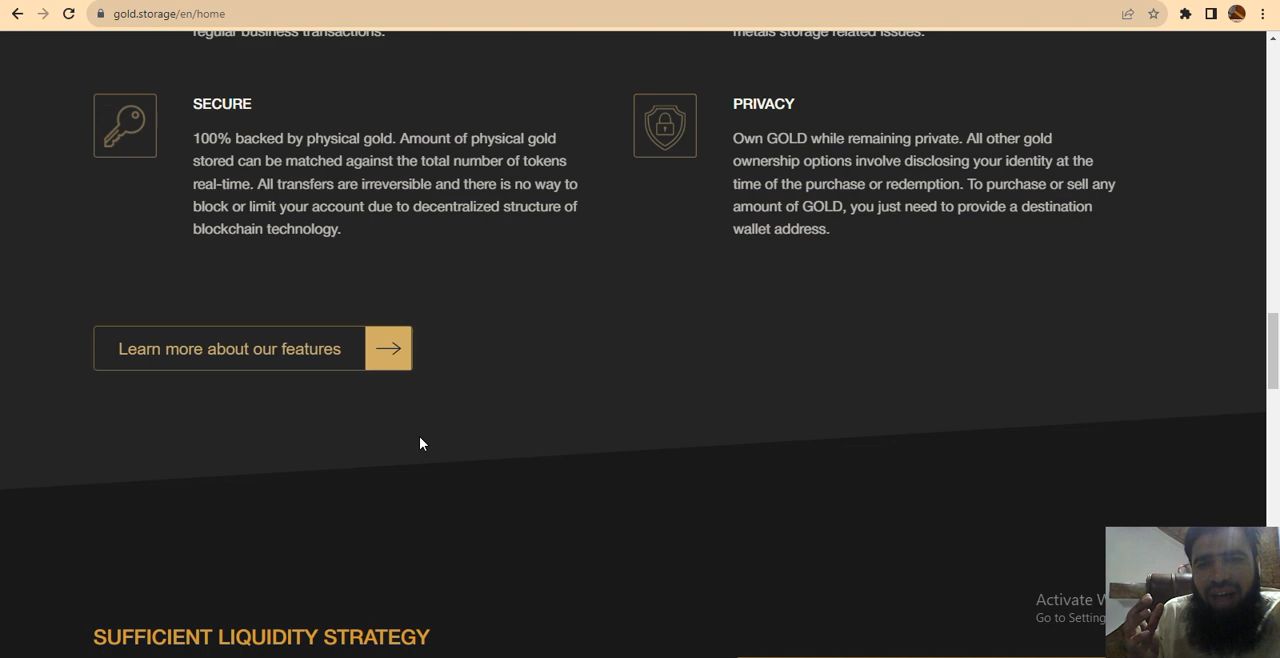 gold.storage/en/home
regular business transactions.
metals storage related issues.
SECURE
100% backed by physical gold. Amount of physical gold
stored can be matched against the total number of tokens
real-time. All transfers are irreversible and there is no way to
block or limit your account due to decentralized structure of
blockchain technology.
PRIVACY
Own GOLD while remaining private. All other gold
ownership options involve disclosing your identity at the
time of the purchase or redemption. To purchase or sell any
amount of GOLD, you just need to provide a destination
wallet address.
Learn more about our features
SUFFICIENT LIQUIDITY STRATEGY
Activate
Go to Setting